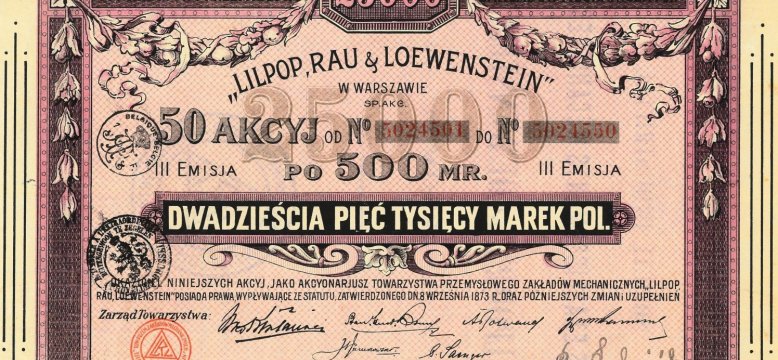 25000
„LILPOP, RAU & LOEWENSTEIN"
W WARSZAWIE
SP. AKC.
25000
50 AKCYJ OD No 5024501 DO No 5024550
III EMISJA PO 500 MR. III EMISJA
DWADZIEŚCIA PIĘĆ TYSIĘCY MAREK POL.
OKAZICIEL NINIEJSZYCH AKCYJ, JAKO AKCYONARJUSZ TOWARZYSTWA PRZEMYSŁOWEGO ZAKŁADÓW MECHANICZNYCH „LILPOP,
RAU, LOEWENSTEIN" POSIADA PRAWA, WYPŁYWAJĄCE ZE STATUTU, ZATWIERDZONEGO DN. 8 WRZEŚNIA 1873 R., ORAZ PÓŹNIEJSZYCH ZMIAN I UZUPEŁNIEŃ
Zarząd Towarzystwa: